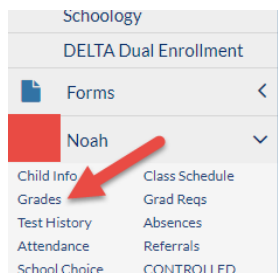 Schoology
DELTA Dual Enrollment
Forms
Noah
Child Info Class Schedule
Grades Grad Reqs
Test History Absences
Attendance Referrals
School Choice CONTROLLED